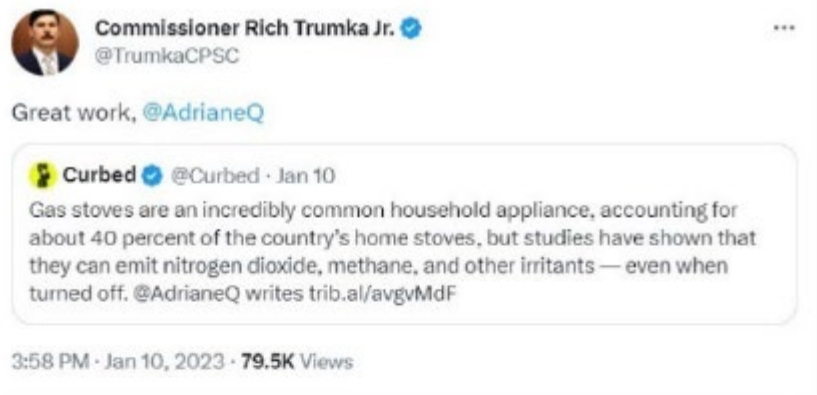 Commissioner Rich Trumka Jr.
@TrumkaCPSC
Great work, @AdrianeQ
Curbed @Curbed · Jan 10
Gas stoves are an incredibly common household appliance, accounting for
about 40 percent of the country's home stoves, but studies have shown that
they can emit nitrogen dioxide, methane, and other irritants — even when
turned off. @AdrianeQ writes trib.al/avgvMdF
3:58 PM · Jan 10, 2023 · 79.5K Views